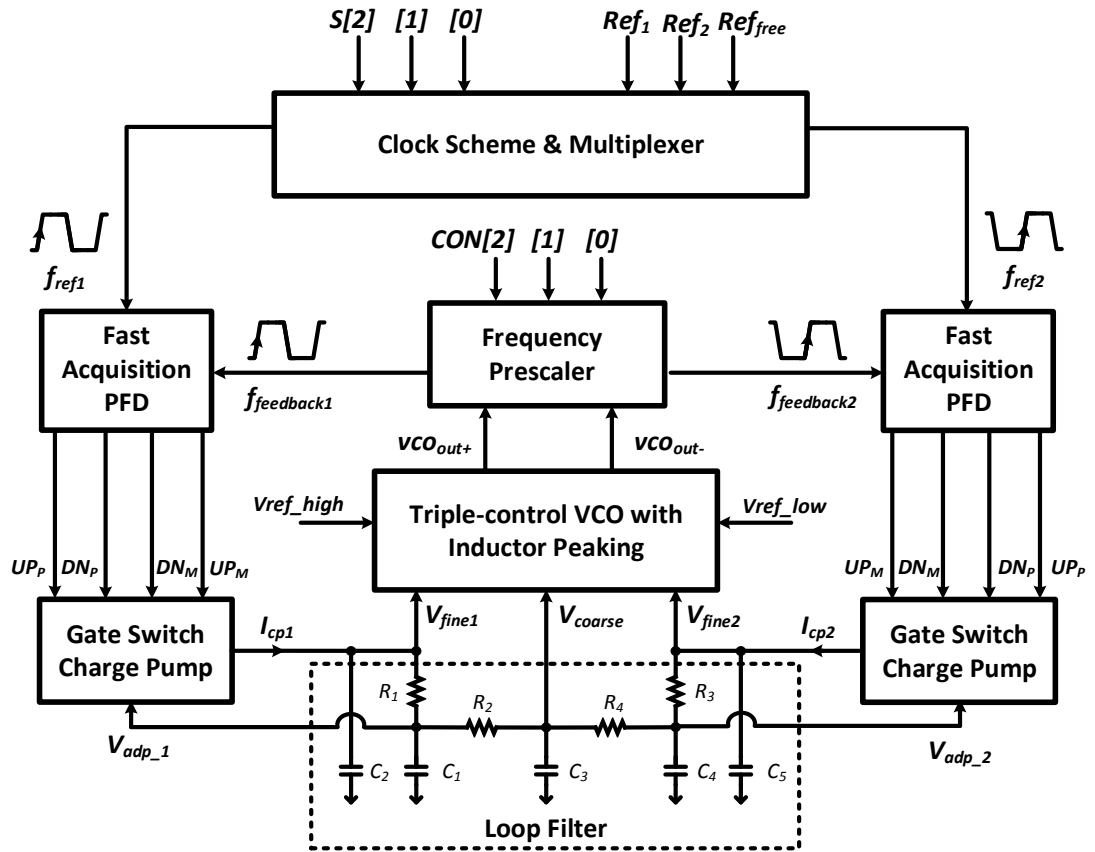 S[2] [1] [0] Ref1 Ref2 Reffree
Clock Scheme & Multiplexer
CON[2] [1] [0]
fref1
fref2
Fast
Acquisition
PFD
Frequency
Prescaler
Fast
Acquisition
PFD
ffeedback1
ffeedback2
vcoout+
vcoout-
Vref_high
Triple-control VCO with
Inductor Peaking
Vref_low
UPP DNP DNM UPM
UPM DNM DNP UPP
Gate Switch
Charge Pump
Icp1
Vfine1
Vcoarse
Vfine2
Icp2
Gate Switch
Charge Pump
R1
R2
R4
R3
Vadp_1
Vadp_2
C2
C1
C3
C4
C5
Loop Filter